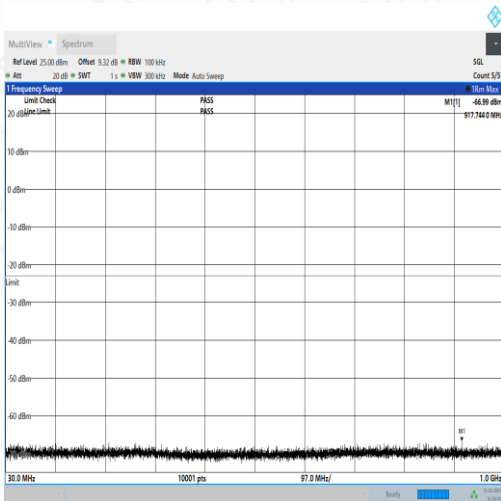 MultiView Spectrum
Ref Level 25.00 dBm Offset 9.32 dB RBW 100 kHz SGL
Att 20 dB SWT 1 s VBW 300 kHz Mode Auto Sweep Count 5/5
1 Frequency Sweep 1Rm Max
Limit Check PASS M1[1] -66.99 dBm
Line Limit PASS 917.7440 MHz
20 dBm
10 dBm
0 dBm
-10 dBm
-20 dBm
Limit
-30 dBm
-40 dBm
-50 dBm
-60 dBm
M1
30.0 MHz 10001 pts 97.0 MHz/ 1.0 GHz
Ready